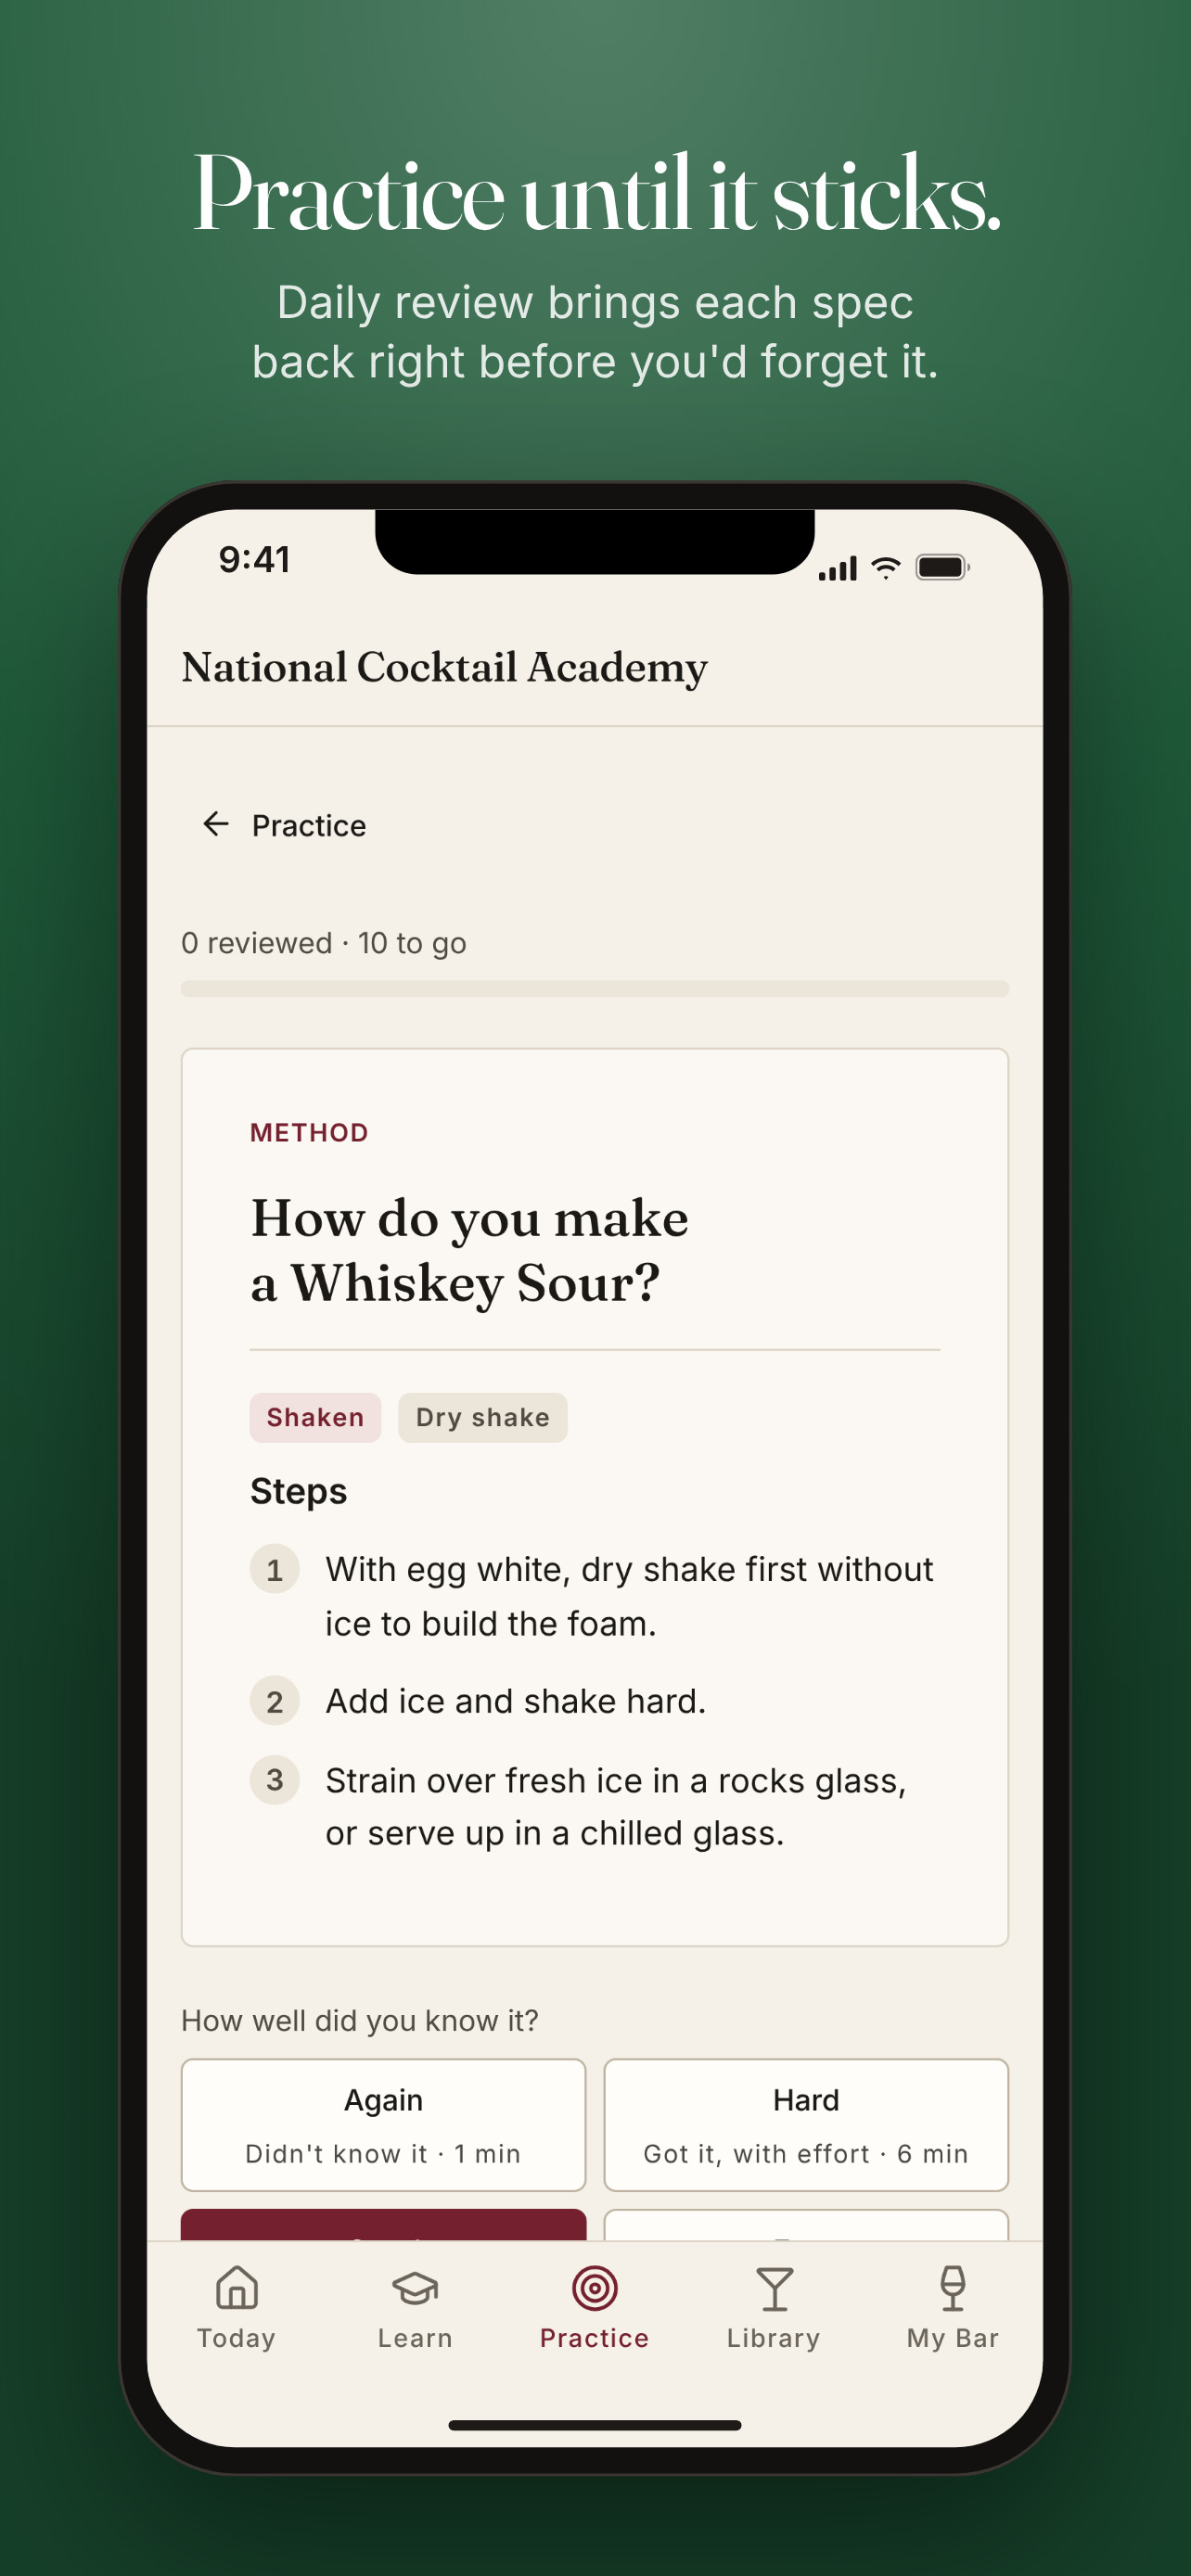 Practice until it sticks.
Daily review brings each spec
back right before you'd forget it.
9:41
National Cocktail Academy
Practice
0 reviewed · 10 to go
METHOD
How do you make
a Whiskey Sour?
Shaken
Dry shake
Steps
1 With egg white, dry shake first without
ice to build the foam.
2 Add ice and shake hard.
3 Strain over fresh ice in a rocks glass,
or serve up in a chilled glass.
How well did you know it?
Again
Didn't know it · 1 min
Hard
Got it, with effort · 6 min
Today
Learn
Practice
Library
My Bar